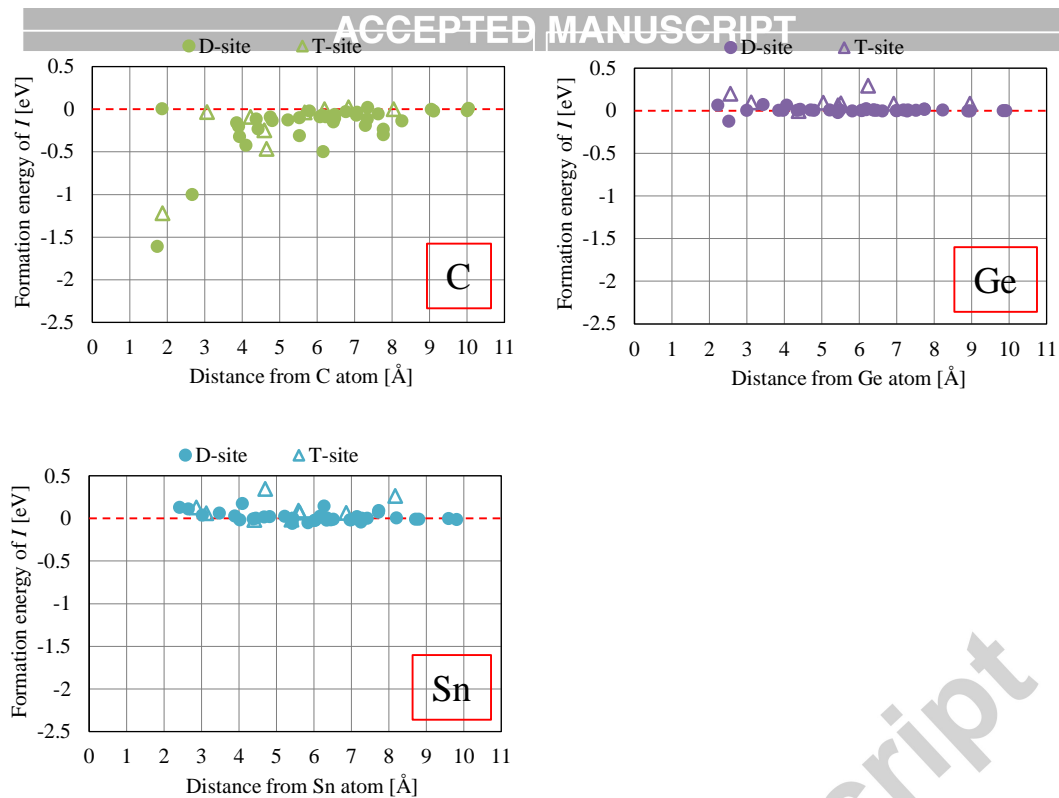 ACCEPTED MANUSCRIPT
D-site T-site
0.5
0
-0.5
-1
-1.5
-2
-2.5
0 1 2 3 4 5 6 7 8 9 10 11
Formation energy of I [eV]
Distance from C atom [Å]
C
D-site T-site
0.5
0
-0.5
-1
-1.5
-2
-2.5
0 1 2 3 4 5 6 7 8 9 10 11
Formation energy of I [eV]
Distance from Ge atom [Å]
Ge
D-site T-site
0.5
0
-0.5
-1
-1.5
-2
-2.5
0 1 2 3 4 5 6 7 8 9 10 11
Formation energy of I [eV]
Distance from Sn atom [Å]
Sn
cript